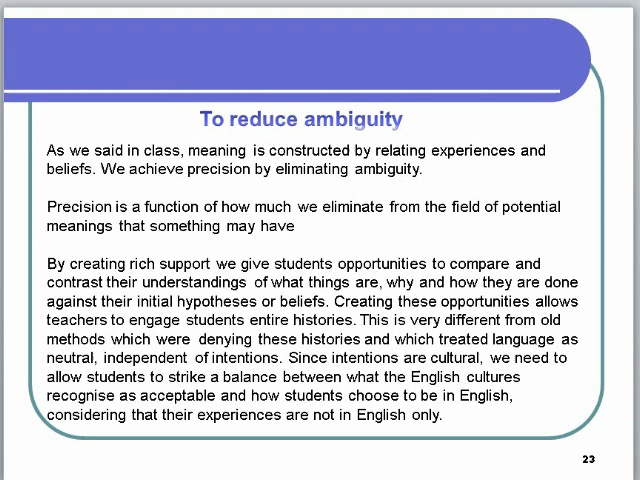 To reduce ambiguity
As we said in class, meaning is constructed by relating experiences and
beliefs. We achieve precision by eliminating ambiguity.
Precision is a function of how much we eliminate from the field of potential
meanings that something may have
By creating rich support we give students opportunities to compare and
contrast their understandings of what things are, why and how they are done
against their initial hypotheses or beliefs. Creating these opportunities allows
teachers to engage students entire histories. This is very different from old
methods which were denying these histories and which treated language as
neutral, independent of intentions. Since intentions are cultural, we need to
allow students to strike a balance between what the English cultures
recognise as acceptable and how students choose to be in English,
considering that their experiences are not in English only.
23